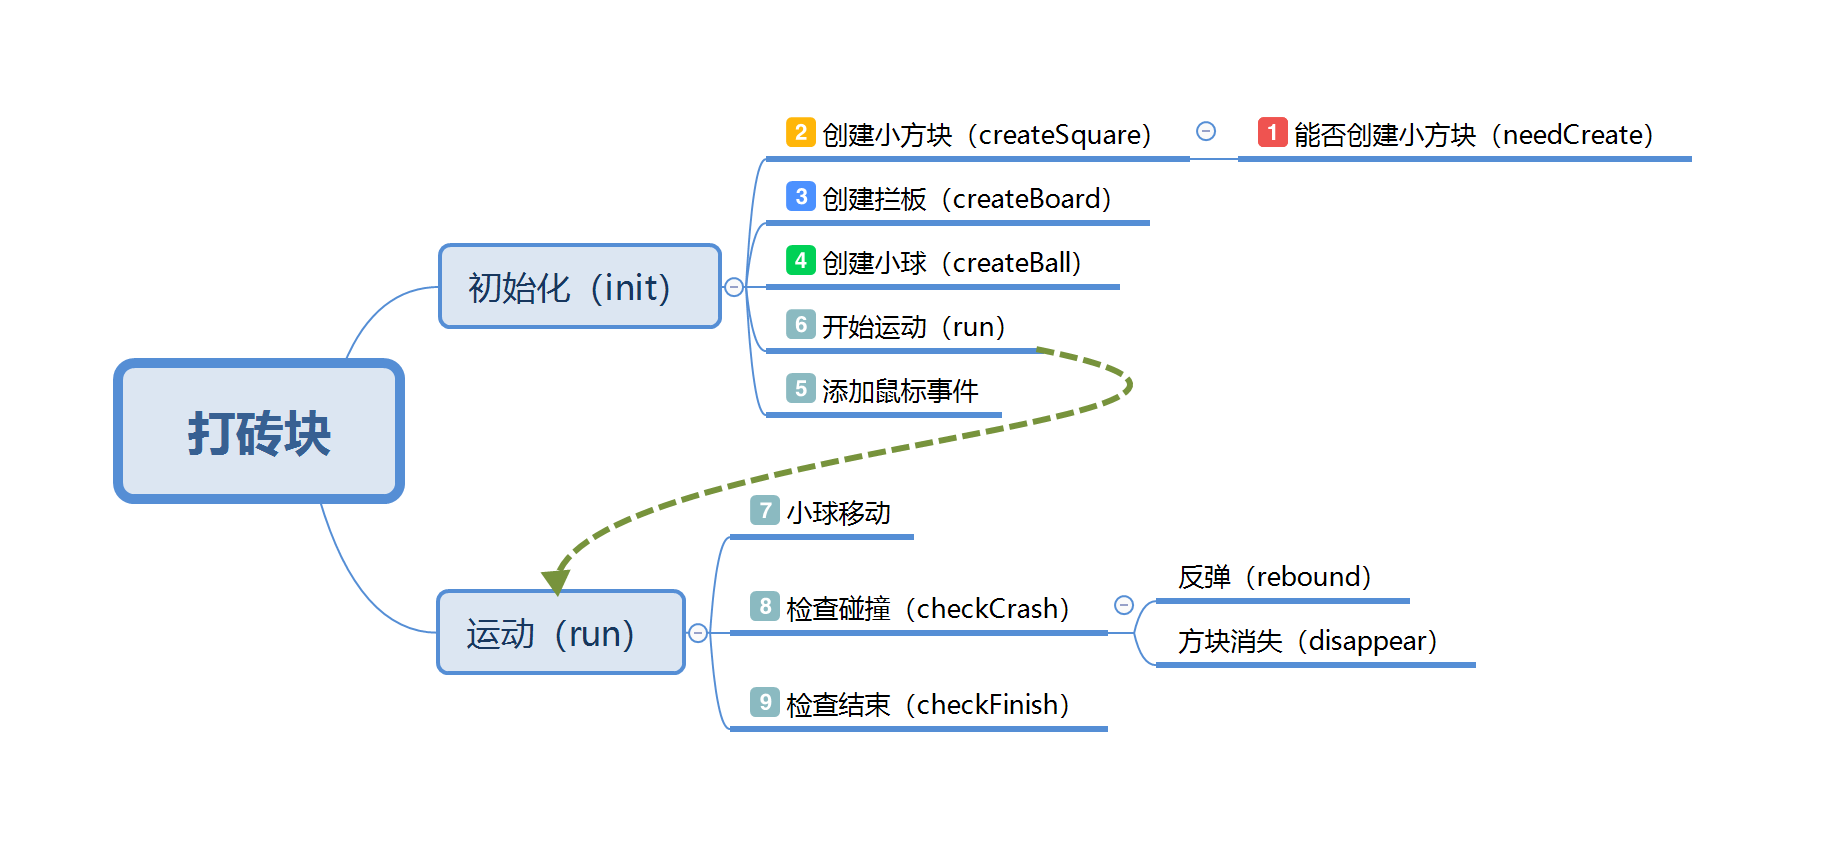 打砖块
初始化（init）
2 创建小方块（createSquare）
1 能否创建小方块（needCreate）
3 创建拦板（createBoard）
4 创建小球（createBall）
6 开始运动（run）
5 添加鼠标事件
运动（run）
7 小球移动
8 检查碰撞（checkCrash）
反弹（rebound）
方块消失（disappear）
9 检查结束（checkFinish）